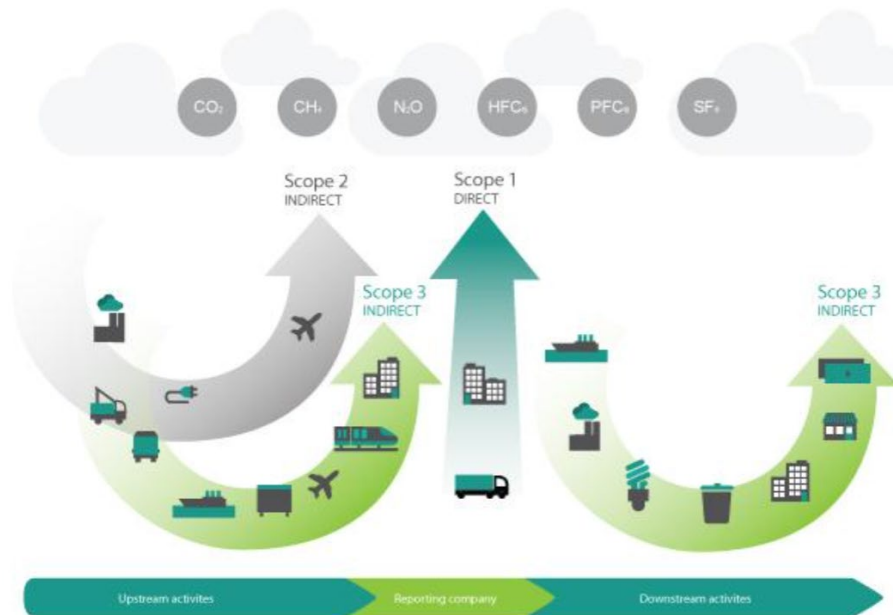 CO₂ CH₄ N₂O HFCₛ PFCₛ SF₆
Scope 2
INDIRECT
Scope 1
DIRECT
Scope 3
INDIRECT
Scope 3
INDIRECT
Upstream activites
Reporting company
Downstream activites